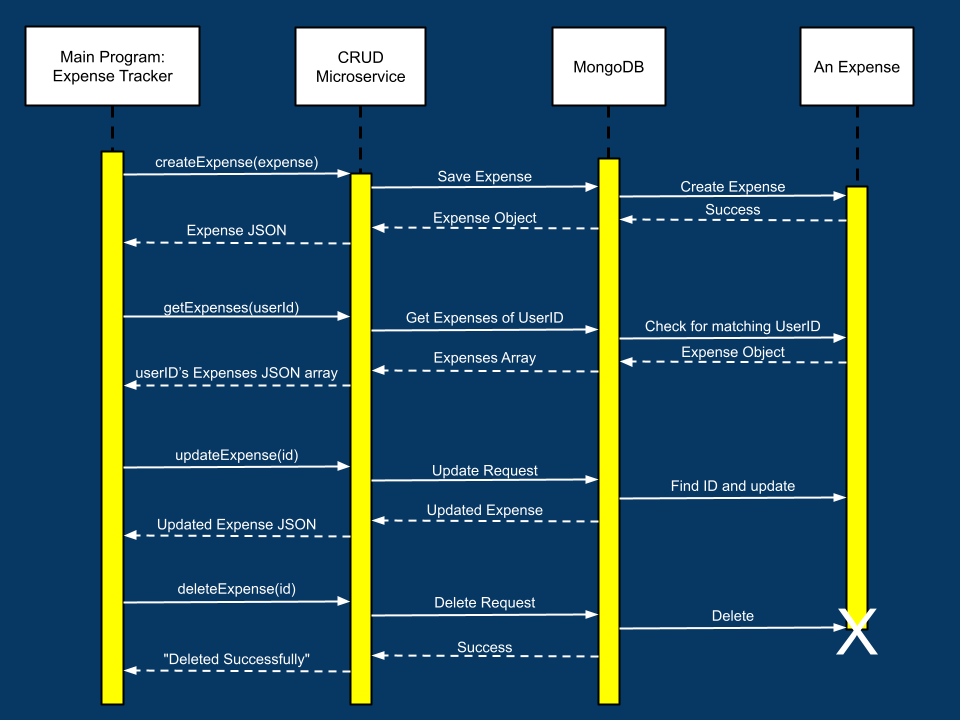 Main Program:
Expense Tracker
CRUD
Microservice
MongoDB
An Expense
createExpense(expense)
Save Expense
Create Expense
Success
Expense Object
Expense JSON
getExpenses(userId)
Get Expenses of UserID
Check for matching UserID
Expense Object
Expenses Array
userID’s Expenses JSON array
updateExpense(id)
Update Request
Find ID and update
Updated Expense
Updated Expense JSON
deleteExpense(id)
Delete Request
Delete
X
Success
"Deleted Successfully"